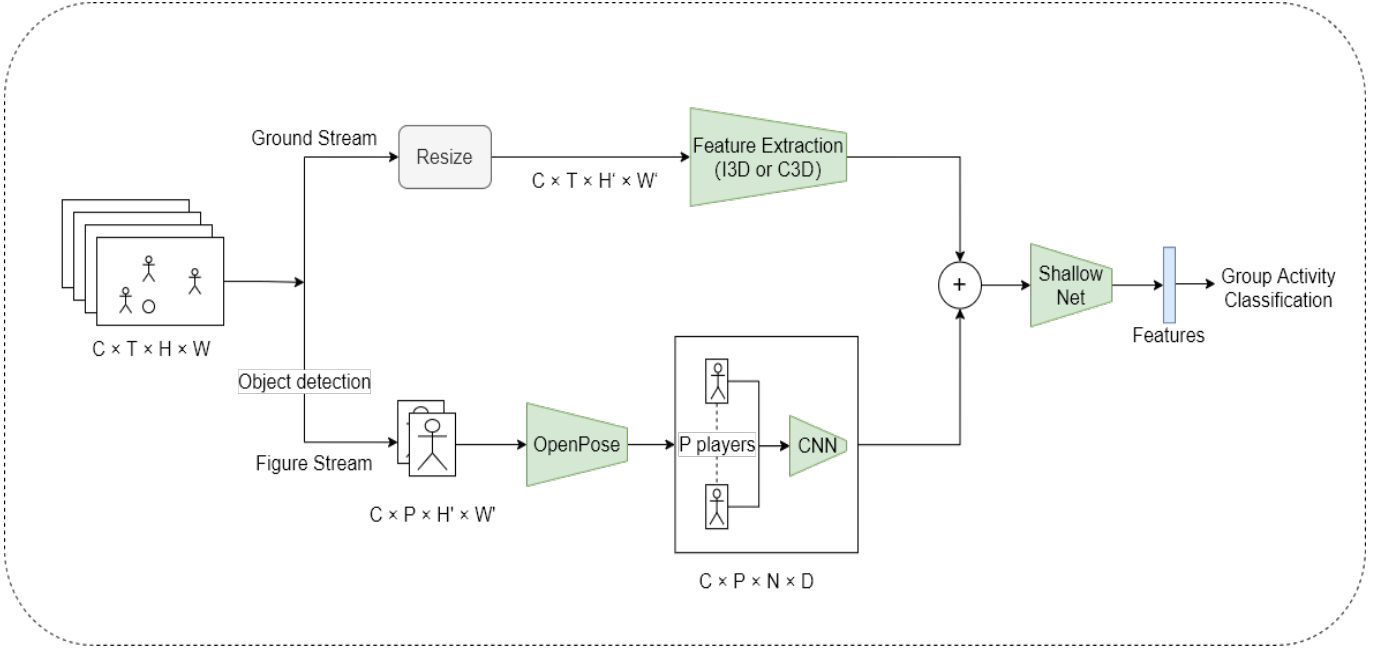 Ground Stream
Resize
C × T × H‘ × W‘
Feature Extraction
(I3D or C3D)
C × T × H × W
+
Shallow
Net
Features
Group Activity
Classification
Object detection
Figure Stream
C × P × H' × W'
OpenPose
P players
CNN
C × P × N × D